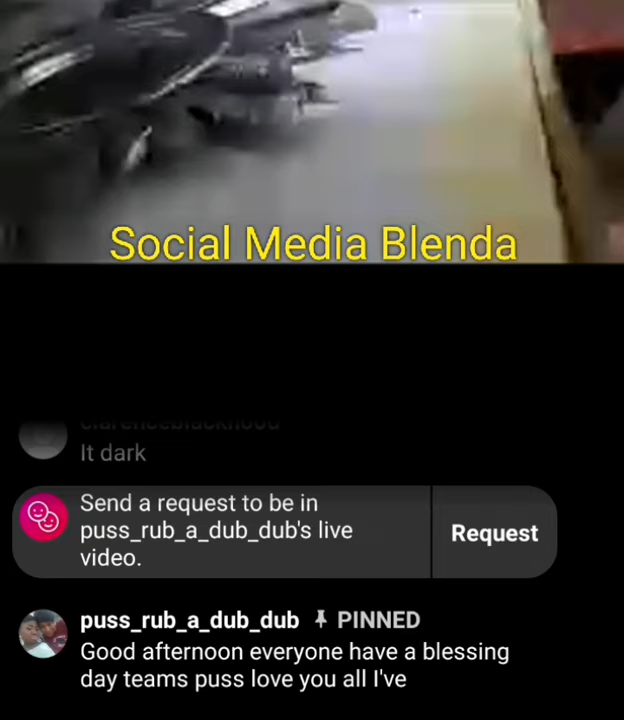 Social Media Blenda
It dark
Send a request to be in
puss_rub_a_dub_dub's live
video.
Request
puss_rub_a_dub_dub PINNED
Good afternoon everyone have a blessing
day teams puss love you all I've